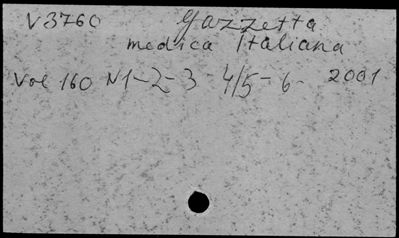 V3760 Gazzetta
medica Italiana
Vol 160 N1-2-3 4/5-6- 2001